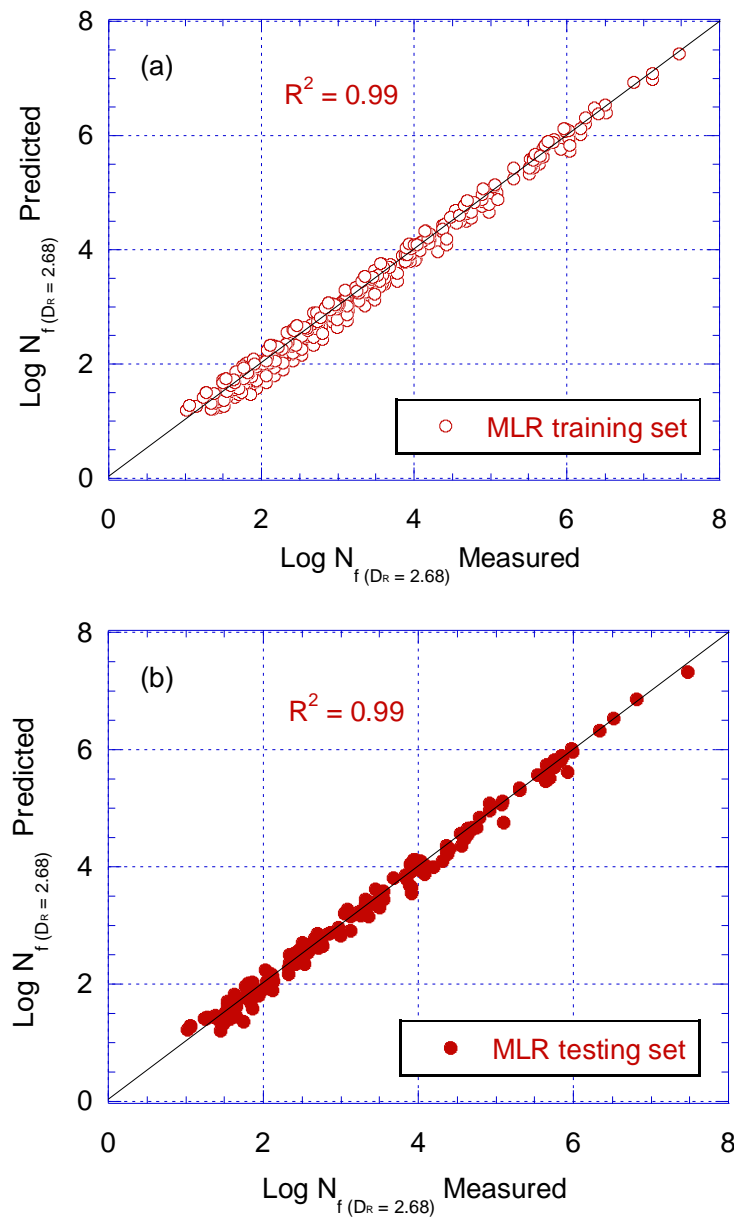 (a)
R² = 0.99
8
6
4
2
0
Log N f (DR = 2.68) Predicted
MLR training set
0 2 4 6 8
Log N f (DR = 2.68) Measured
(b)
R² = 0.99
8
6
4
2
0
Log N f (DR = 2.68) Predicted
MLR testing set
0 2 4 6 8
Log N f (DR = 2.68) Measured